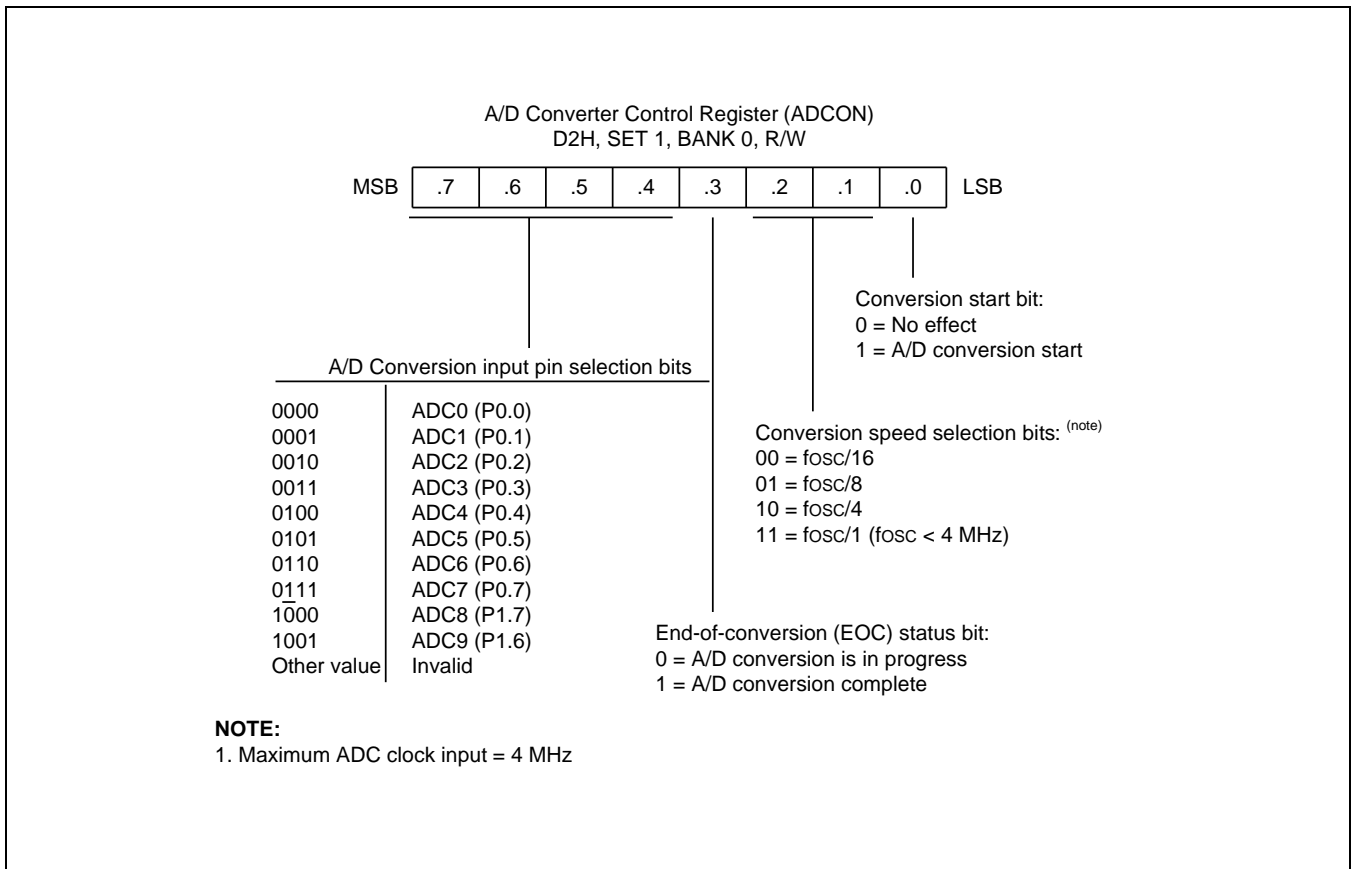 A/D Converter Control Register (ADCON)
D2H, SET 1, BANK 0, R/W
MSB .7 .6 .5 .4 .3 .2 .1 .0 LSB
Conversion start bit:
0 = No effect
1 = A/D conversion start
A/D Conversion input pin selection bits
0000 ADC0 (P0.0)
0001 ADC1 (P0.1)
0010 ADC2 (P0.2)
0011 ADC3 (P0.3)
0100 ADC4 (P0.4)
0101 ADC5 (P0.5)
0110 ADC6 (P0.6)
0111 ADC7 (P0.7)
1000 ADC8 (P1.7)
1001 ADC9 (P1.6)
Other value Invalid
Conversion speed selection bits: (note)
00 = fOSC/16
01 = fOSC/8
10 = fOSC/4
11 = fOSC/1 (fOSC < 4 MHz)
End-of-conversion (EOC) status bit:
0 = A/D conversion is in progress
1 = A/D conversion complete
NOTE:
1. Maximum ADC clock input = 4 MHz